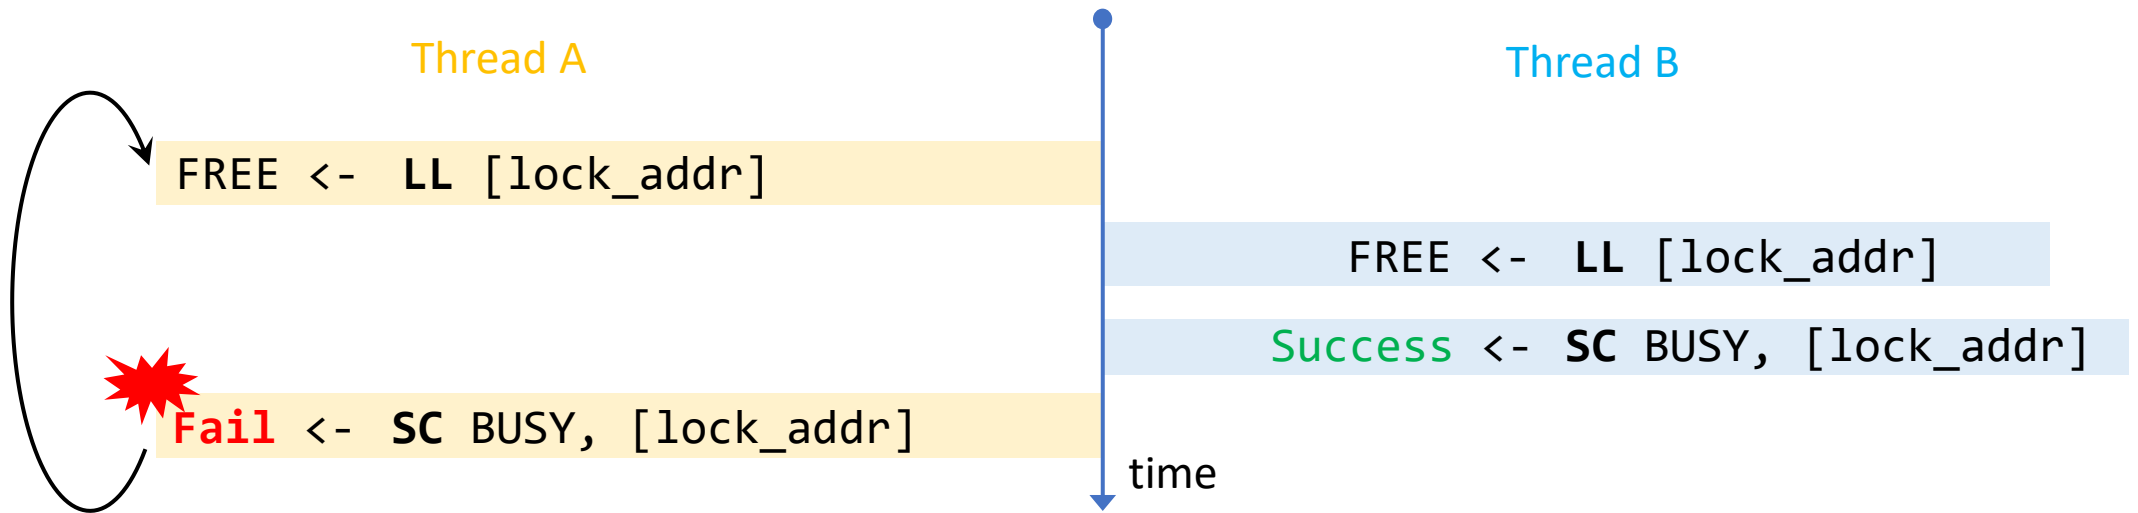 Thread A
Thread B
FREE <- LL [lock_addr]
FREE <- LL [lock_addr]
Success <- SC BUSY, [lock_addr]
Fail <- SC BUSY, [lock_addr]
time